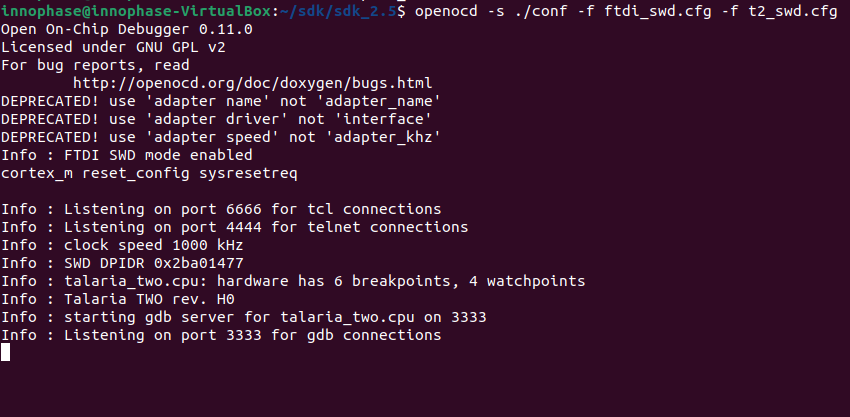 innophase@innophase-VirtualBox:~/sdk/sdk_2.5$ openocd -s ./conf -f ftdi_swd.cfg -f t2_swd.cfg
Open On-Chip Debugger 0.11.0
Licensed under GNU GPL v2
For bug reports, read
        http://openocd.org/doc/doxygen/bugs.html
DEPRECATED! use 'adapter name' not 'adapter_name'
DEPRECATED! use 'adapter driver' not 'interface'
DEPRECATED! use 'adapter speed' not 'adapter_khz'
Info : FTDI SWD mode enabled
cortex_m reset_config sysresetreq

Info : Listening on port 6666 for tcl connections
Info : Listening on port 4444 for telnet connections
Info : clock speed 1000 kHz
Info : SWD DPIDR 0x2ba01477
Info : talaria_two.cpu: hardware has 6 breakpoints, 4 watchpoints
Info : Talaria TWO rev. H0
Info : starting gdb server for talaria_two.cpu on 3333
Info : Listening on port 3333 for gdb connections